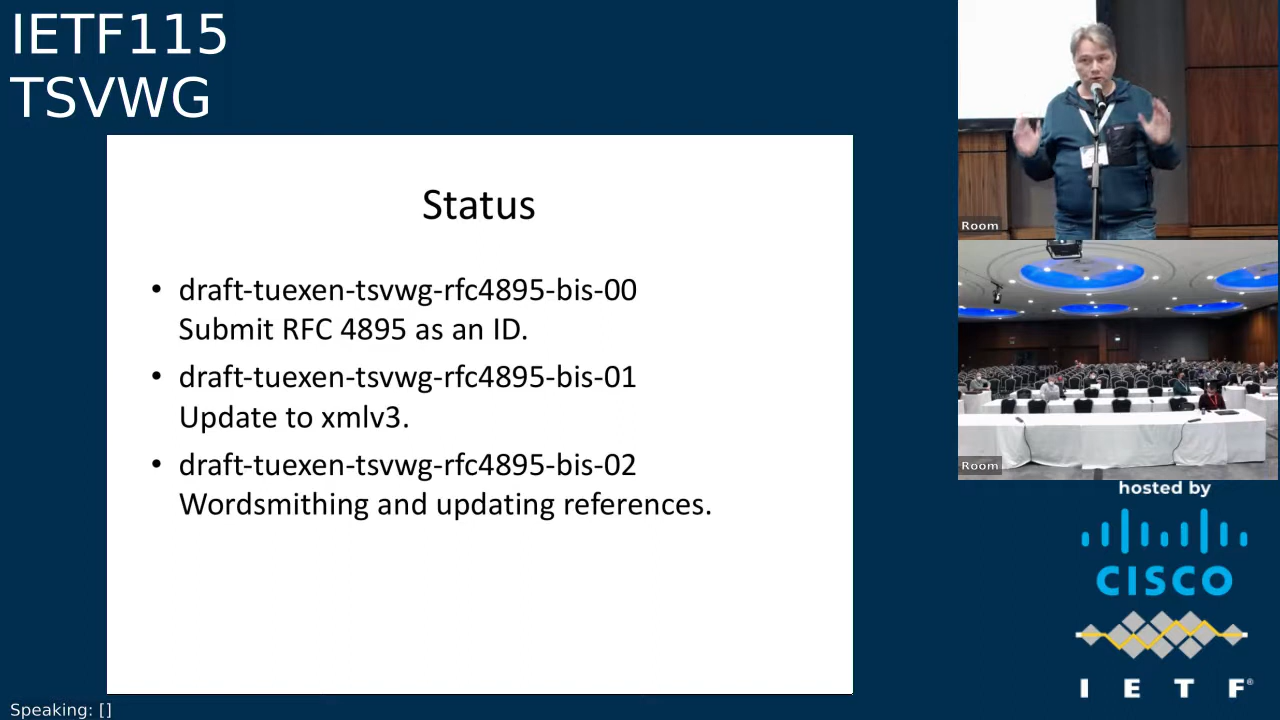 IETF115
TSVWG
Status
• draft-tuexen-tsvwg-rfc4895-bis-00
Submit RFC 4895 as an ID.
• draft-tuexen-tsvwg-rfc4895-bis-01
Update to xmlv3.
• draft-tuexen-tsvwg-rfc4895-bis-02
Wordsmithing and updating references.
Room
Room
hosted by
CISCO
I E T F®
Speaking: []